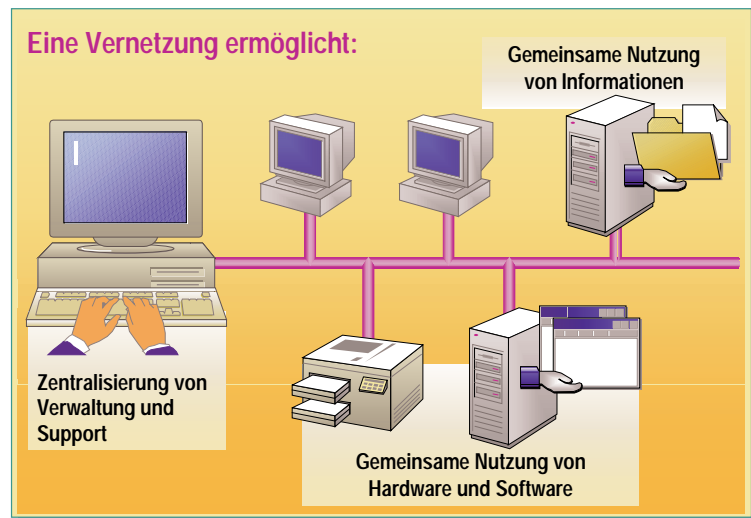 Eine Vernetzung ermöglicht:
Gemeinsame Nutzung
von Informationen
Zentralisierung von
Verwaltung und
Support
Gemeinsame Nutzung von
Hardware und Software